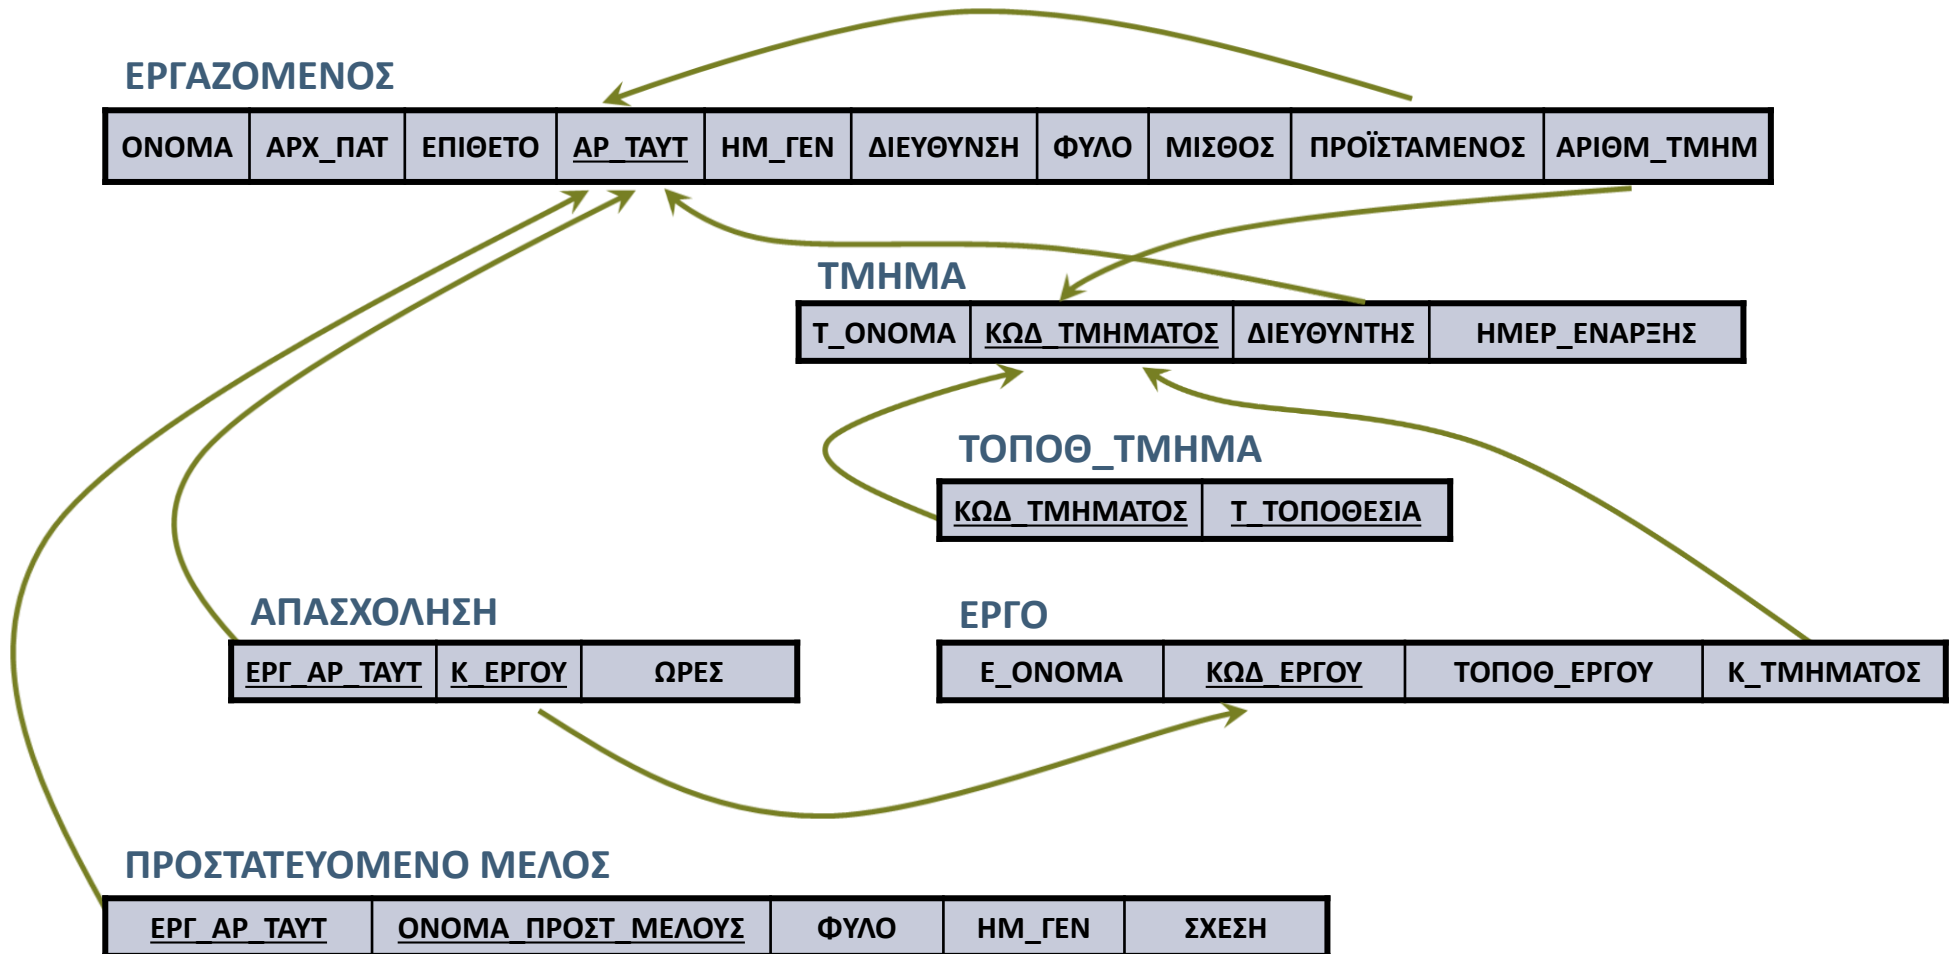 ΕΡΓΑΖΟΜΕΝΟΣ
ΟΝΟΜΑ ΑΡΧ_ΠΑΤ ΕΠΙΘΕΤΟ ΑΡ_ΤΑΥΤ ΗΜ_ΓΕΝ ΔΙΕΥΘΥΝΣΗ ΦΥΛΟ ΜΙΣΘΟΣ ΠΡΟΪΣΤΑΜΕΝΟΣ ΑΡΙΘΜ_ΤΜΗΜ
ΤΜΗΜΑ
Τ_ΟΝΟΜΑ ΚΩΔ_ΤΜΗΜΑΤΟΣ ΔΙΕΥΘΥΝΤΗΣ ΗΜΕΡ_ΕΝΑΡΞΗΣ
ΤΟΠΟΘ_ΤΜΗΜΑ
ΚΩΔ_ΤΜΗΜΑΤΟΣ Τ_ΤΟΠΟΘΕΣΙΑ
ΑΠΑΣΧΟΛΗΣΗ
ΕΡΓ_ΑΡ_ΤΑΥΤ Κ_ΕΡΓΟΥ ΩΡΕΣ
ΕΡΓΟ
Ε_ΟΝΟΜΑ ΚΩΔ_ΕΡΓΟΥ ΤΟΠΟΘ_ΕΡΓΟΥ Κ_ΤΜΗΜΑΤΟΣ
ΠΡΟΣΤΑΤΕΥΟΜΕΝΟ ΜΕΛΟΣ
ΕΡΓ_ΑΡ_ΤΑΥΤ ΟΝΟΜΑ_ΠΡΟΣΤ_ΜΕΛΟΥΣ ΦΥΛΟ ΗΜ_ΓΕΝ ΣΧΕΣΗ